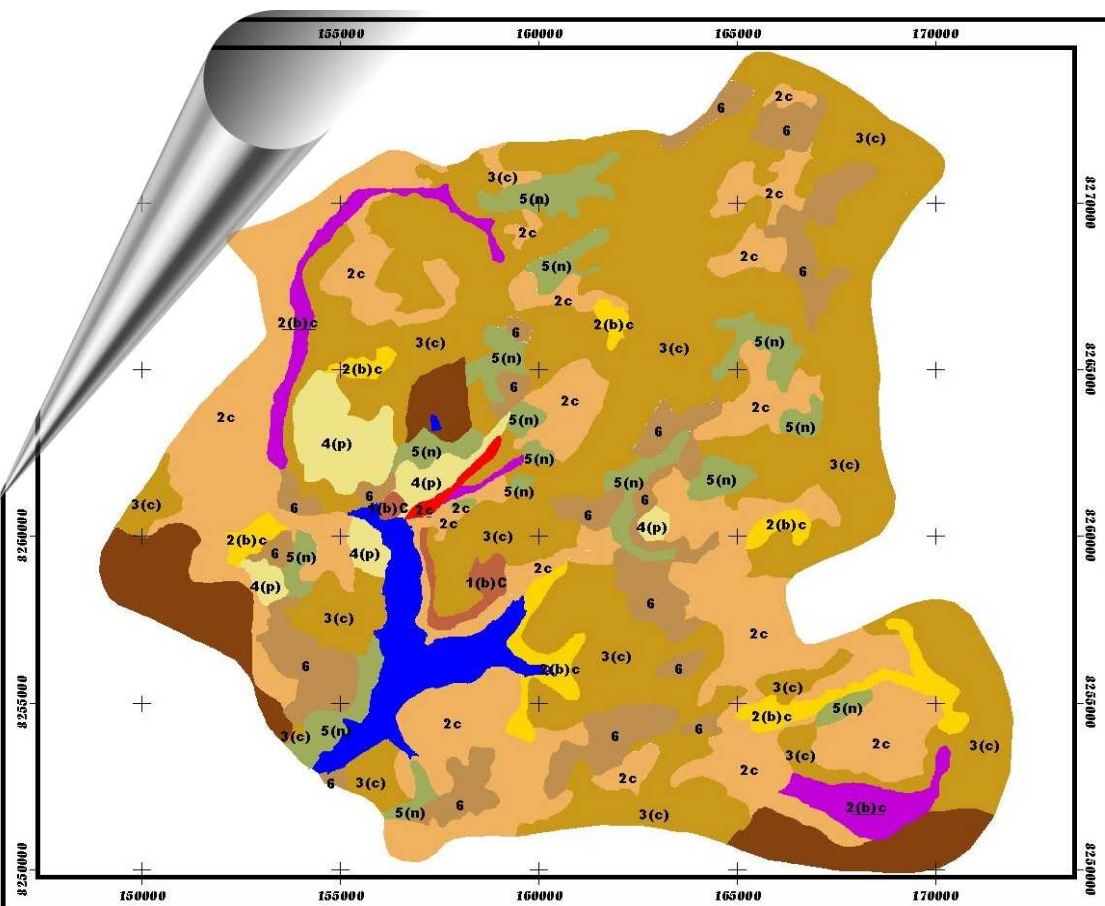 155000 160000 165000 170000
2c
6
6
3(c)
3(c)
5(n)
2c
8270000
2c
2c
5(n)
6
2c
2c
2(b)c
2(b)c
6
5(n)
3(c)
3(c)
5(n)
2(b)c
8265000
6
2c
2c
2c
5(n)
5(n)
6
4(p)
5(n)
5(n)
3(c)
4(p)
5(n)
5(n)
5(n)
6
6
3(c)
6
1(b)C
2c
2c
6
2c
4(p)
2(b)c
8260000
2(b)c
3(c)
6
5(n)
4(p)
2c
4(p)
1(b)C
6
3(c)
2c
3(c)
6
2(b)c
6
3(c)
8255000
5(n)
2(b)c
2c
5(n)
6
3(c)
6
2c
3(c)
3(c)
2c
6
3(c)
2c
6
5(n)
2(b)c
3(c)
8250000
150000 155000 160000 165000 170000
8270000
8265000
8260000
8255000
8250000